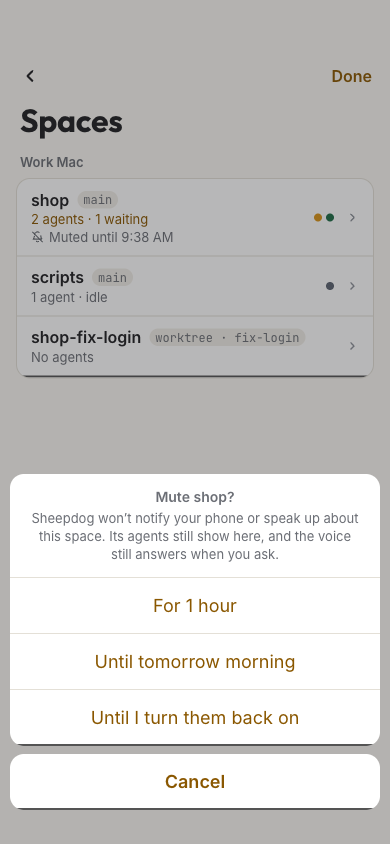 Done
Spaces
Work Mac
shop main
2 agents · 1 waiting
Muted until 9:38 AM
scripts main
1 agent · idle
shop-fix-login worktree · fix-login
No agents
Mute shop?
Sheepdog won’t notify your phone or speak up about
this space. Its agents still show here, and the voice
still answers when you ask.
For 1 hour
Until tomorrow morning
Until I turn them back on
Cancel